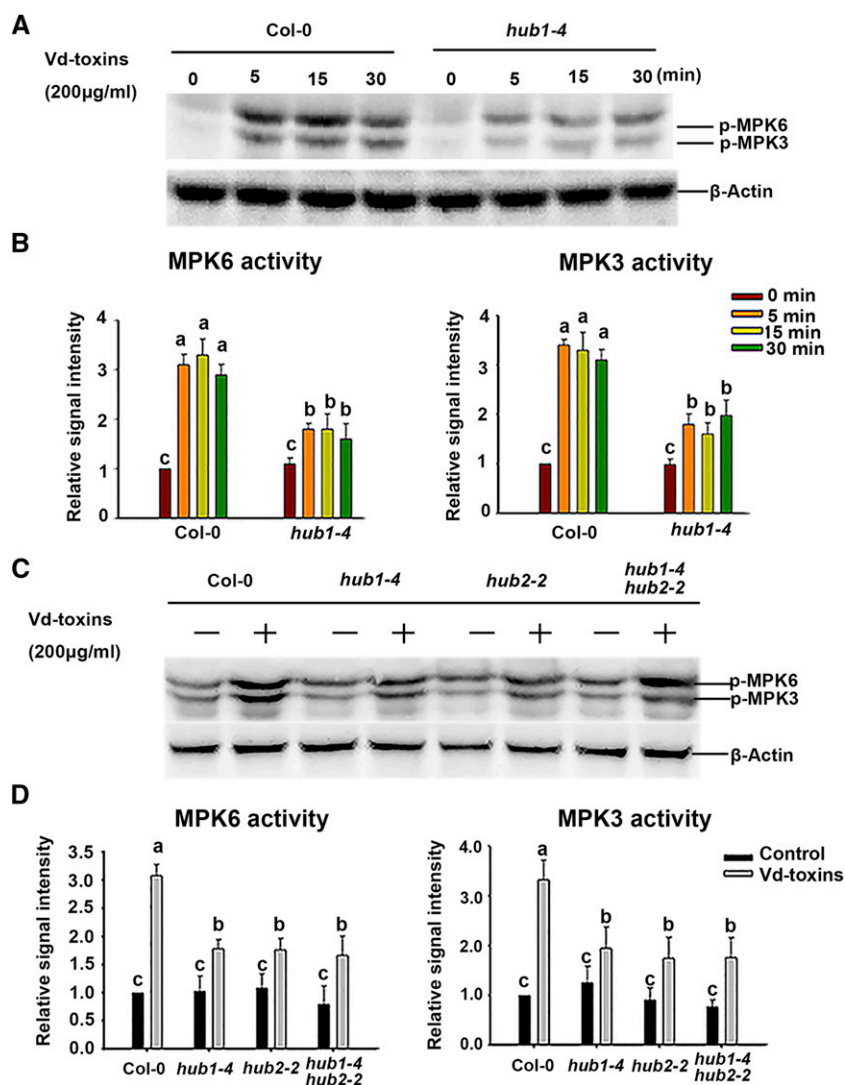 A
Col-0 hub1-4
Vd-toxins
(200µg/ml)
0 5 15 30 0 5 15 30 (min)
p-MPK6
p-MPK3
β-Actin
B
MPK6 activity
Relative signal intensity
4
3
2
1
0
c a a a c b b b
Col-0 hub1-4
MPK3 activity
Relative signal intensity
4
3
2
1
0
c a a a c b b b
Col-0 hub1-4
0 min
5 min
15 min
30 min
C
Col-0 hub1-4 hub2-2 hub1-4
hub2-2
Vd-toxins
(200µg/ml)
— + — + — + — +
p-MPK6
p-MPK3
β-Actin
D
MPK6 activity
Relative signal intensity
3.5
3.0
2.5
2.0
1.5
1.0
0.5
0.0
c a c b c b c b
Col-0 hub1-4 hub2-2 hub1-4
hub2-2
MPK3 activity
Relative signal intensity
4.0
3.0
2.0
1.0
0.0
c a c b c b c b
Col-0 hub1-4 hub2-2 hub1-4
hub2-2
Control
Vd-toxins